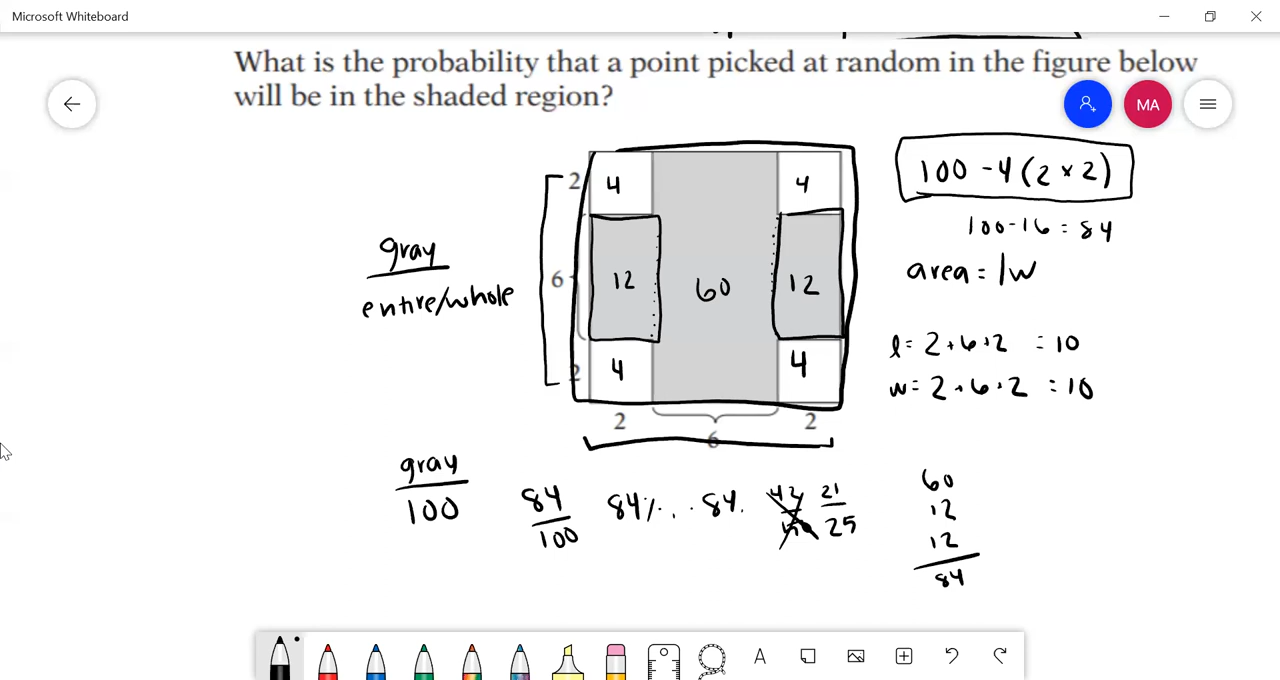 Microsoft Whiteboard
What is the probability that a point picked at random in the figure below
will be in the shaded region?
MA
100 - 4 ( 2 × 2 )
100 - 16 = 84
area = lw
l = 2 + 6 + 2 = 10
w = 2 + 6 + 2 = 10
gray
entire/whole
2
6
2
4
4
12
60
12
4
4
2
6
2
gray
100
84
100
84%
.84
42
21
25
60
12
12
84
A